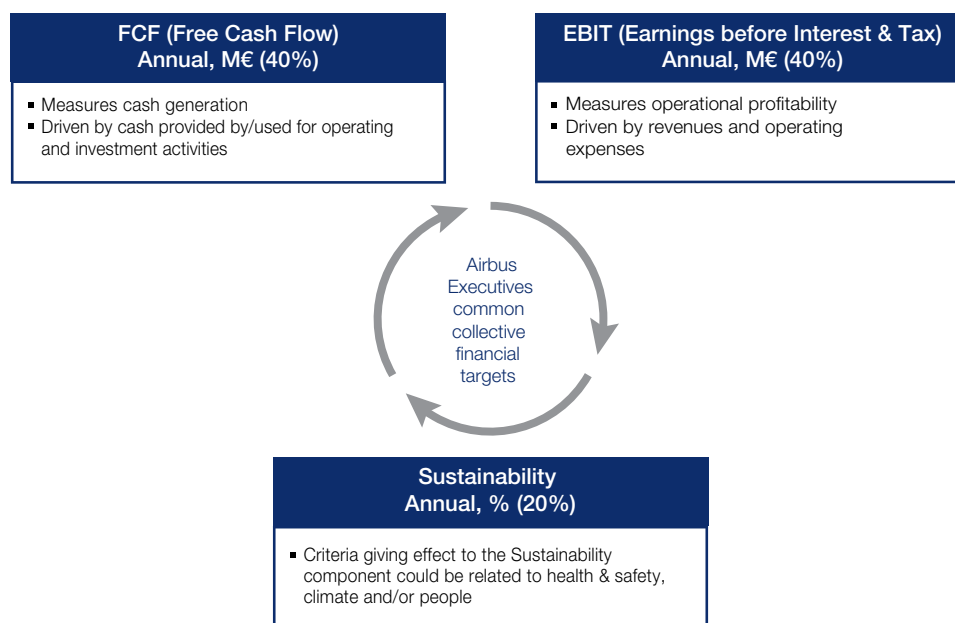 FCF (Free Cash Flow)
Annual, M€ (40%)
▪ Measures cash generation
▪ Driven by cash provided by/used for operating
and investment activities
EBIT (Earnings before Interest & Tax)
Annual, M€ (40%)
▪ Measures operational profitability
▪ Driven by revenues and operating
expenses
Airbus
Executives
common
collective
financial
targets
Sustainability
Annual, % (20%)
▪ Criteria giving effect to the Sustainability
component could be related to health & safety,
climate and/or people